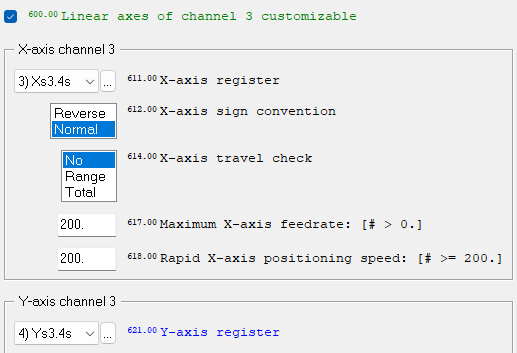 600.00 Linear axes of channel 3 customizable
X-axis channel 3
3) Xs3.4s ... 611.00 X-axis register
Reverse
Normal
612.00 X-axis sign convention
No
Range
Total
614.00 X-axis travel check
200. 617.00 Maximum X-axis feedrate: [# > 0.]
200. 618.00 Rapid X-axis positioning speed: [# >= 200.]
Y-axis channel 3
4) Ys3.4s ... 621.00 Y-axis register